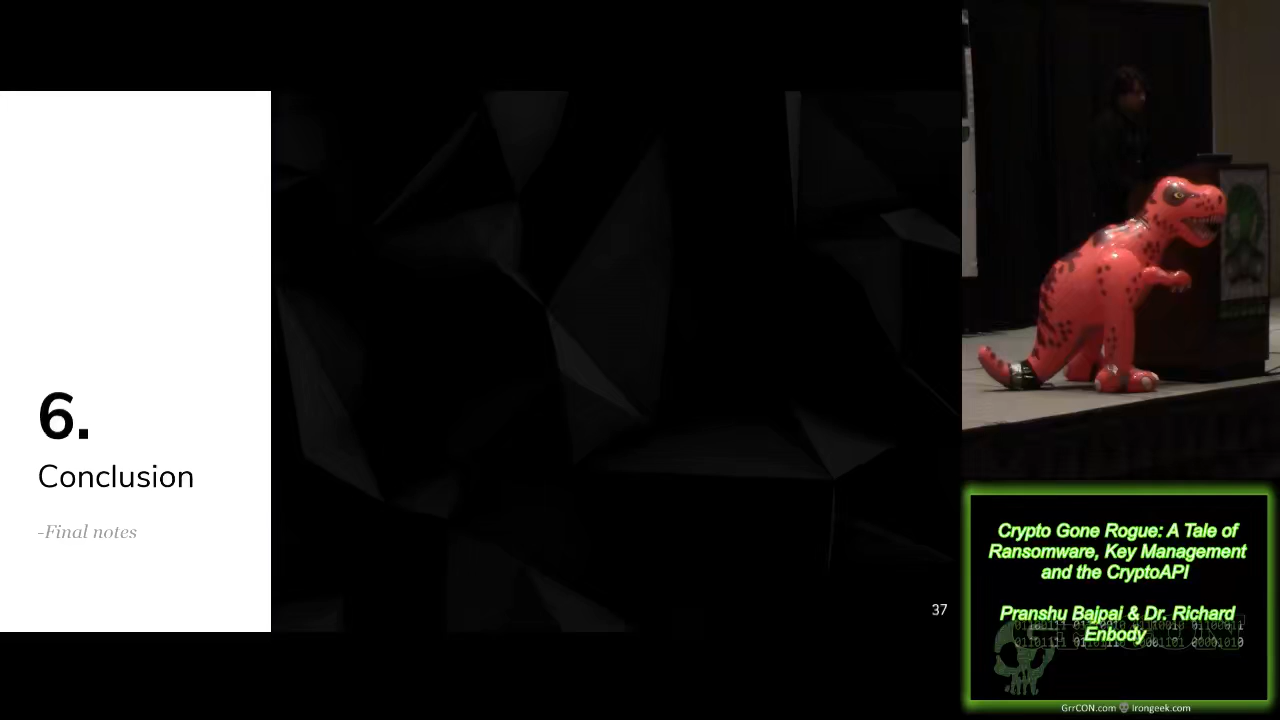 6.
Conclusion
-Final notes
37
Crypto Gone Rogue: A Tale of
Ransomware, Key Management
and the CryptoAPI
Pranshu Bajpai & Dr. Richard
Enbody
GrrCON.com
Irongeek.com